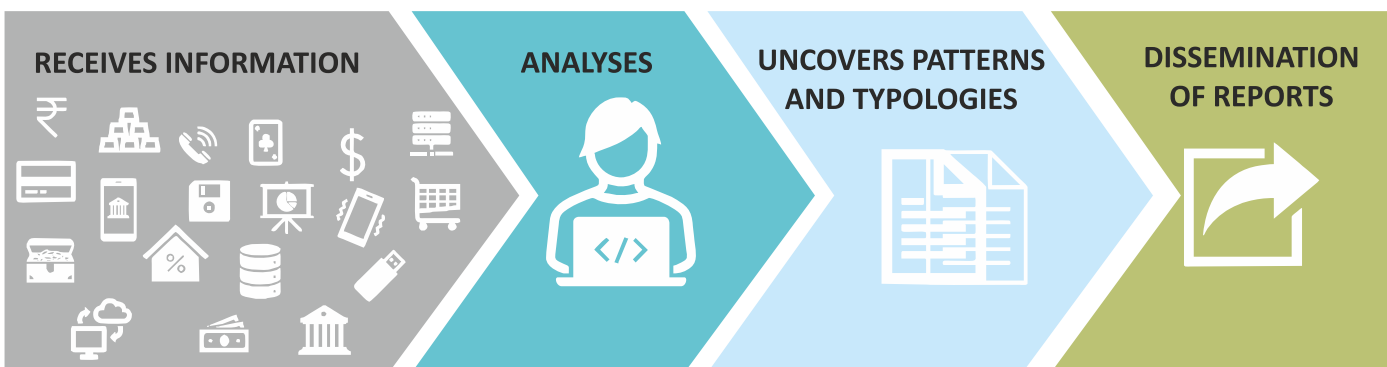 RECEIVES INFORMATION
ANALYSES
UNCOVERS PATTERNS
AND TYPOLOGIES
DISSEMINATION
OF REPORTS
₹
$
%
</>